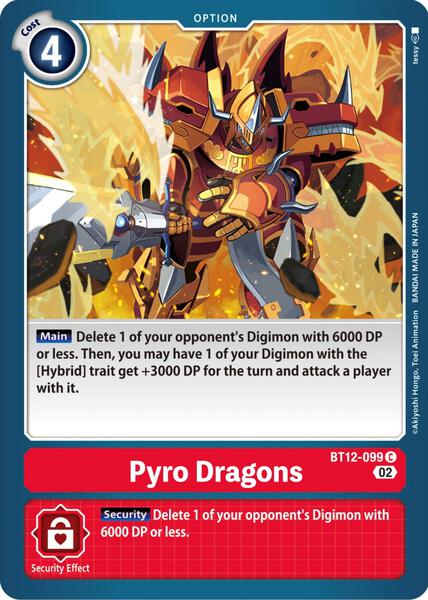 OPTION
Cost
4
tessy
Main Delete 1 of your opponent's Digimon with 6000 DP
or less. Then, you may have 1 of your Digimon with the
[Hybrid] trait get +3000 DP for the turn and attack a player
with it.
©Akiyoshi Hongo, Toei Animation BANDAI MADE IN JAPAN
BT12-099 C
Pyro Dragons
02
Security Delete 1 of your opponent's Digimon with
6000 DP or less.
Security Effect